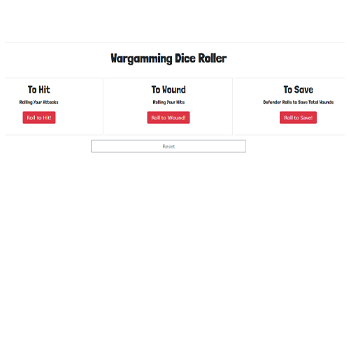 Wargamming Dice Roller
To Hit
Rolling Your Attacks
Roll to Hit!
To Wound
Rolling Your Hits
Roll to Wound!
To Save
Defender Rolls to Save Total Wounds
Roll to Save!
Reset